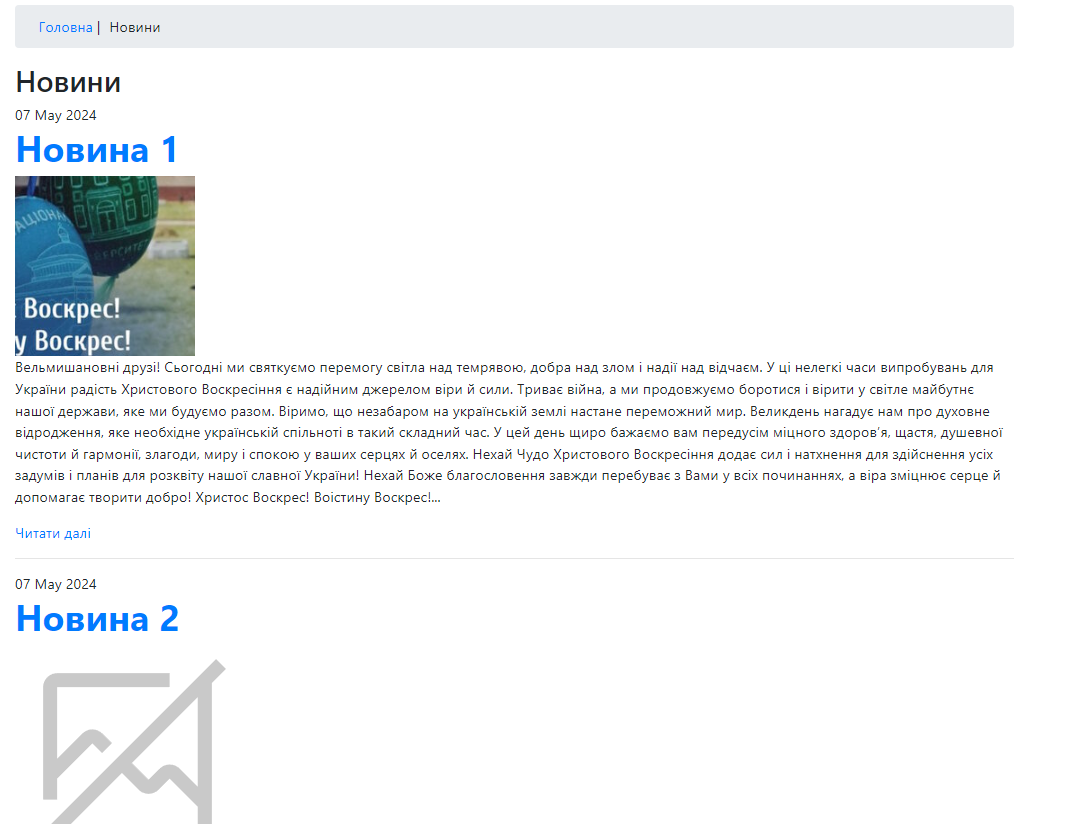 Головна | Новини
Новини
07 May 2024
Новина 1
АЦІОНА
ЕРСИТЕ
Воскрес!
у Воскрес!
Вельмишановні друзі! Сьогодні ми святкуємо перемогу світла над темрявою, добра над злом і надії над відчаєм. У ці нелегкі часи випробувань для
України радість Христового Воскресіння є надійним джерелом віри й сили. Триває війна, а ми продовжуємо боротися і вірити у світле майбутнє
нашої держави, яке ми будуємо разом. Віримо, що незабаром на українській землі настане переможний мир. Великдень нагадує нам про духовне
відродження, яке необхідне українській спільноті в такий складний час. У цей день щиро бажаємо вам передусім міцного здоров’я, щастя, душевної
чистоти й гармонії, злагоди, миру і спокою у ваших серцях й оселях. Нехай Чудо Христового Воскресіння додає сил і натхнення для здійснення усіх
задумів і планів для розквіту нашої славної України! Нехай Боже благословення завжди перебуває з Вами у всіх починаннях, а віра зміцнює серце й
допомагає творити добро! Христос Воскрес! Воістину Воскрес!...
Читати далі
07 May 2024
Новина 2